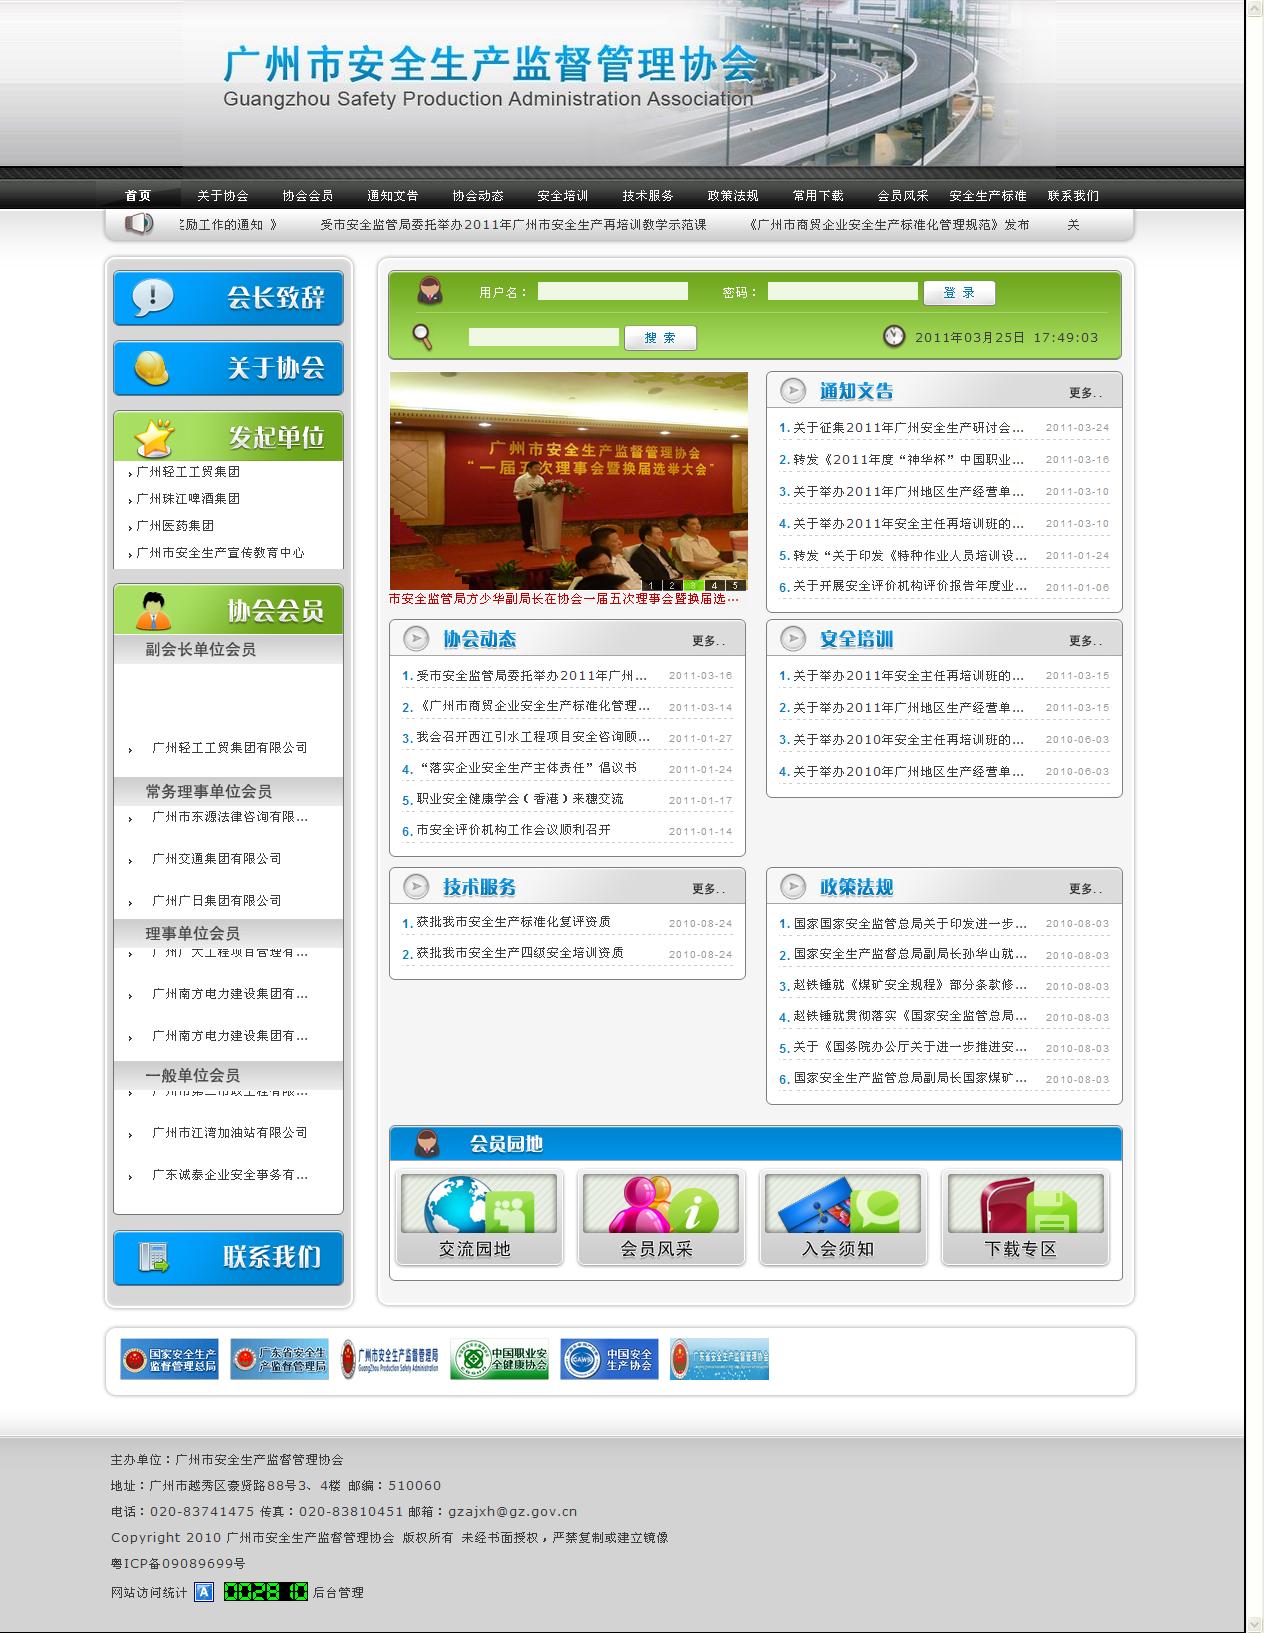 广州市安全生产监督管理协会
Guangzhou Safety Production Administration Association
首页 关于协会 协会会员 通知文告 协会动态 安全培训 技术服务 政策法规 常用下载 会员风采 安全生产标准 联系我们
励工作的通知 》 受市安全监管局委托举办2011年广州市安全生产再培训教学示范课 《广州市商贸企业安全生产标准化管理规范》发布 关
会长致辞
关于协会
发起单位
广州轻工工贸集团
广州珠江啤酒集团
广州医药集团
广州市安全生产宣传教育中心
协会会员
副会长单位会员
广州轻工工贸集团有限公司
常务理事单位会员
广州市东源法律咨询有限...
广州交通集团有限公司
广州广日集团有限公司
理事单位会员
广州广大工程项目管理有...
广州南方电力建设集团有...
广州南方电力建设集团有...
一般单位会员
广州市江湾加油站有限公司
广东诚泰企业安全事务有...
联系我们
用户名： 密码： 登 录
搜 索 2011年03月25日 17:49:03
广州市安全生产监督管理协会
“一届五次理事会暨换届选举大会”
1 2 3 4 5
市安全监管局方少华副局长在协会一届五次理事会暨换届选...
通知文告 更多..
1. 关于征集2011年广州安全生产研讨会... 2011-03-24
2. 转发《2011年度“神华杯”中国职业... 2011-03-16
3. 关于举办2011年广州地区生产经营单... 2011-03-10
4. 关于举办2011年安全主任再培训班的... 2011-03-10
5. 转发“关于印发《特种作业人员培训设... 2011-01-24
6. 关于开展安全评价机构评价报告年度业... 2011-01-06
协会动态 更多..
1. 受市安全监管局委托举办2011年广州... 2011-03-16
2. 《广州市商贸企业安全生产标准化管理... 2011-03-14
3. 我会召开西江引水工程项目安全咨询顾... 2011-01-27
4. “落实企业安全生产主体责任”倡议书 2011-01-24
5. 职业安全健康学会（香港）来穗交流 2011-01-17
6. 市安全评价机构工作会议顺利召开 2011-01-14
安全培训 更多..
1. 关于举办2011年安全主任再培训班的... 2011-03-15
2. 关于举办2011年广州地区生产经营单... 2011-03-15
3. 关于举办2010年安全主任再培训班的... 2010-06-03
4. 关于举办2010年广州地区生产经营单... 2010-06-03
技术服务 更多..
1. 获批我市安全生产标准化复评资质 2010-08-24
2. 获批我市安全生产四级安全培训资质 2010-08-24
政策法规 更多..
1. 国家国家安全监管总局关于印发进一步... 2010-08-03
2. 国家安全生产监督总局副局长孙华山就... 2010-08-03
3. 赵铁锤就《煤矿安全规程》部分条款修... 2010-08-03
4. 赵铁锤就贯彻落实《国家安全监管总局... 2010-08-03
5. 关于《国务院办公厅关于进一步推进安... 2010-08-03
6. 国家安全生产监管总局副局长国家煤矿... 2010-08-03
会员园地
交流园地 会员风采 入会须知 下载专区
国家安全生产
监督管理总局
广东省安全生
产监督管理局
广州市安全生产监督管理局
GuangZhou Production Safety Administration
中国职业安
全健康协会
中国安全
生产协会
广东省安全生产监督管理协会
主办单位：广州市安全生产监督管理协会
地址：广州市越秀区豪贤路88号3、4楼 邮编：510060
电话：020-83741475 传真：020-83810451 邮箱：gzajxh@gz.gov.cn
Copyright 2010 广州市安全生产监督管理协会 版权所有 未经书面授权，严禁复制或建立镜像
粤ICP备09089699号
网站访问统计 A 002810 后台管理